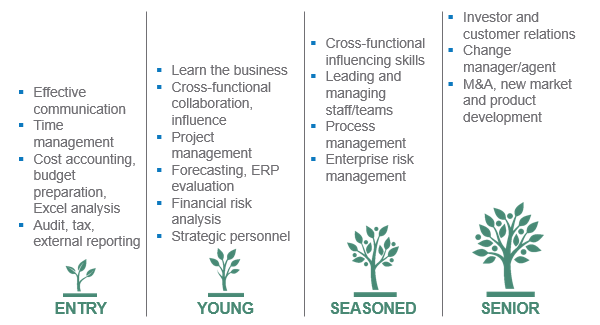 ▪ Effective
communication
▪ Time
management
▪ Cost accounting,
budget
preparation,
Excel analysis
▪ Audit, tax,
external reporting
ENTRY
▪ Learn the business
▪ Cross-functional
collaboration,
influence
▪ Project
management
▪ Forecasting, ERP
evaluation
▪ Financial risk
analysis
▪ Strategic personnel
YOUNG
▪ Cross-functional
influencing skills
▪ Leading and
managing
staff/teams
▪ Process
management
▪ Enterprise risk
management
SEASONED
▪ Investor and
customer relations
▪ Change
manager/agent
▪ M&A, new market
and product
development
SENIOR